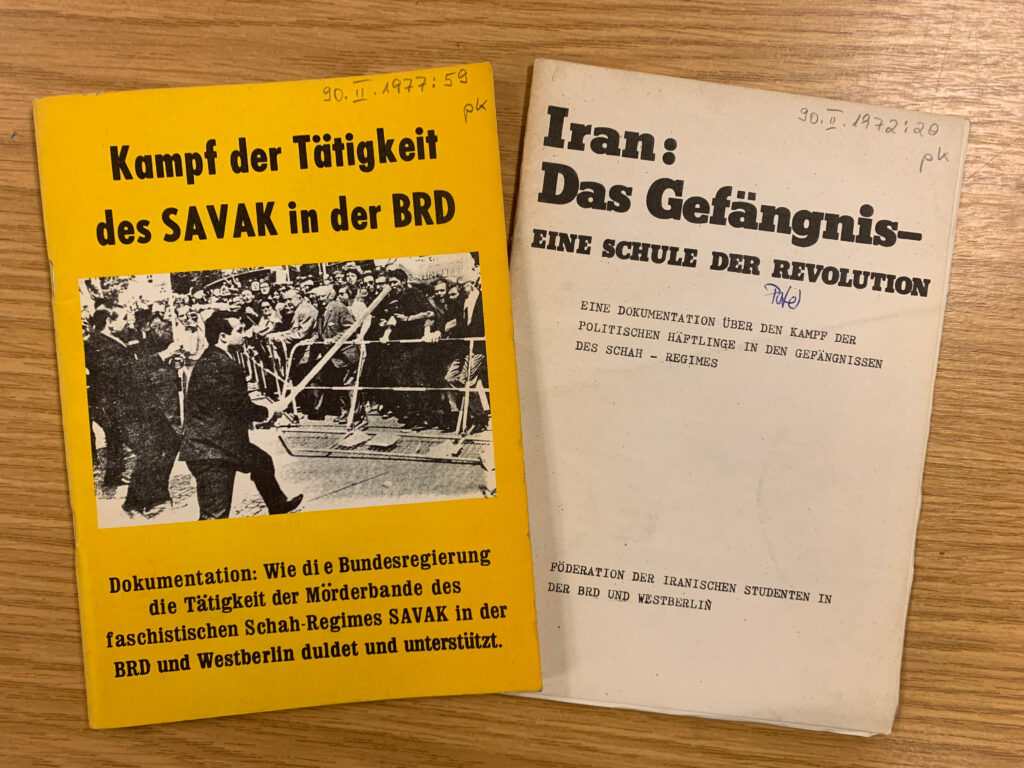 90.II.1977:59
pk
Kampf der Tätigkeit
des SAVAK in der BRD
Dokumentation: Wie di e Bundesregierung
die Tätigkeit der Mörderbande des
faschistischen Schah-Regimes SAVAK in der
BRD und Westberlin duldet und unterstützt.
90.II.1972:20
pk
Iran:
Das Gefängnis—
EINE SCHULE DER REVOLUTION
EINE DOKUMENTATION ÜBER DEN KAMPF DER
POLITISCHEN HÄFTLINGE IN DEN GEFÄNGNISSEN
DES SCHAH - REGIMES
FÖDERATION DER IRANISCHEN STUDENTEN IN
DER BRD UND WESTBERLIN